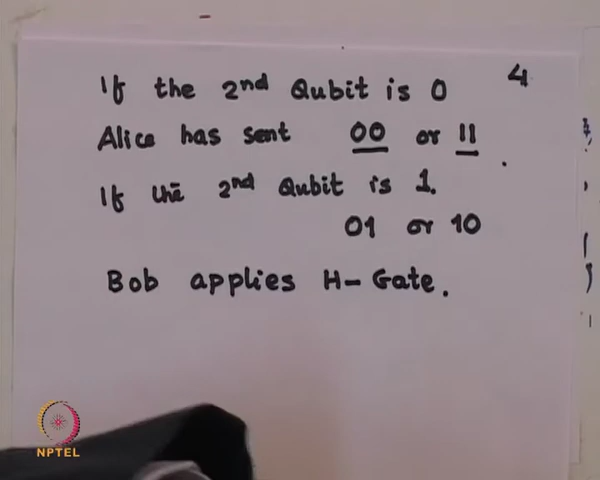 If the 2nd Qubit is 0
4
Alice has sent 00 or 11
If the 2nd Qubit is 1.
01 or 10
Bob applies H-Gate.
NPTEL